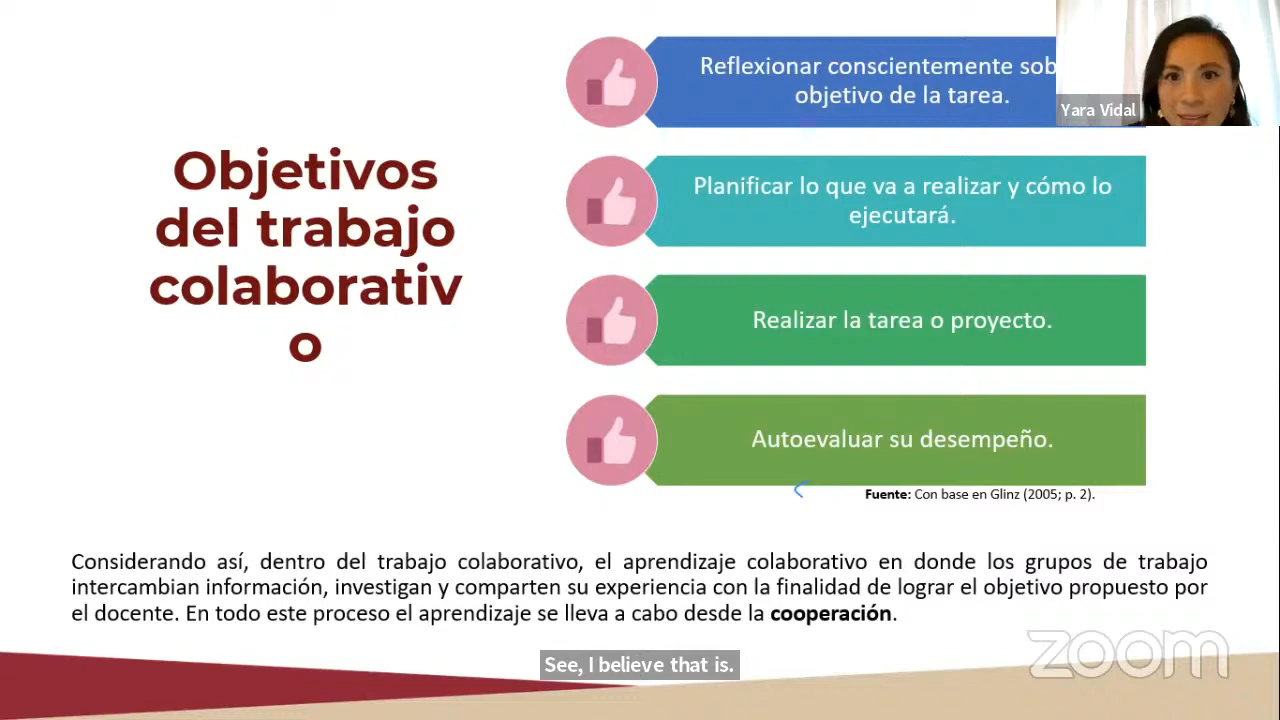 Objetivos
del trabajo
colaborativ
o
Reflexionar conscientemente
objetivo de la tarea.
Planificar lo que va a realizar y cómo lo
ejecutará.
Realizar la tarea o proyecto.
Autoevaluar su desempeño.
Fuente: Con base en Glinz (2005; p. 2).
Considerando así, dentro del trabajo colaborativo, el aprendizaje colaborativo en donde los grupos de trabajo
intercambian información, investigan y comparten su experiencia con la finalidad de lograr el objetivo propuesto por
el docente. En todo este proceso el aprendizaje se lleva a cabo desde la cooperación.
Yara Vidal
See, I believe that is.
zoom